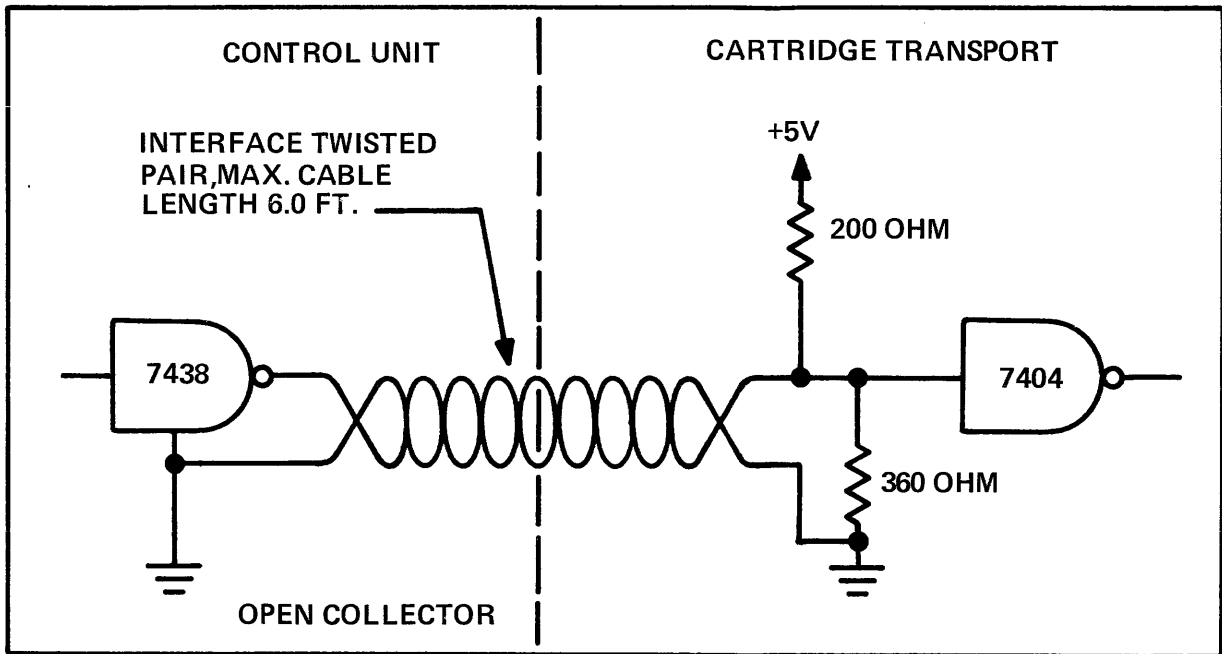 CONTROL UNIT
CARTRIDGE TRANSPORT
INTERFACE TWISTED
PAIR,MAX. CABLE
LENGTH 6.0 FT.
+5V
200 OHM
7438
7404
360 OHM
OPEN COLLECTOR